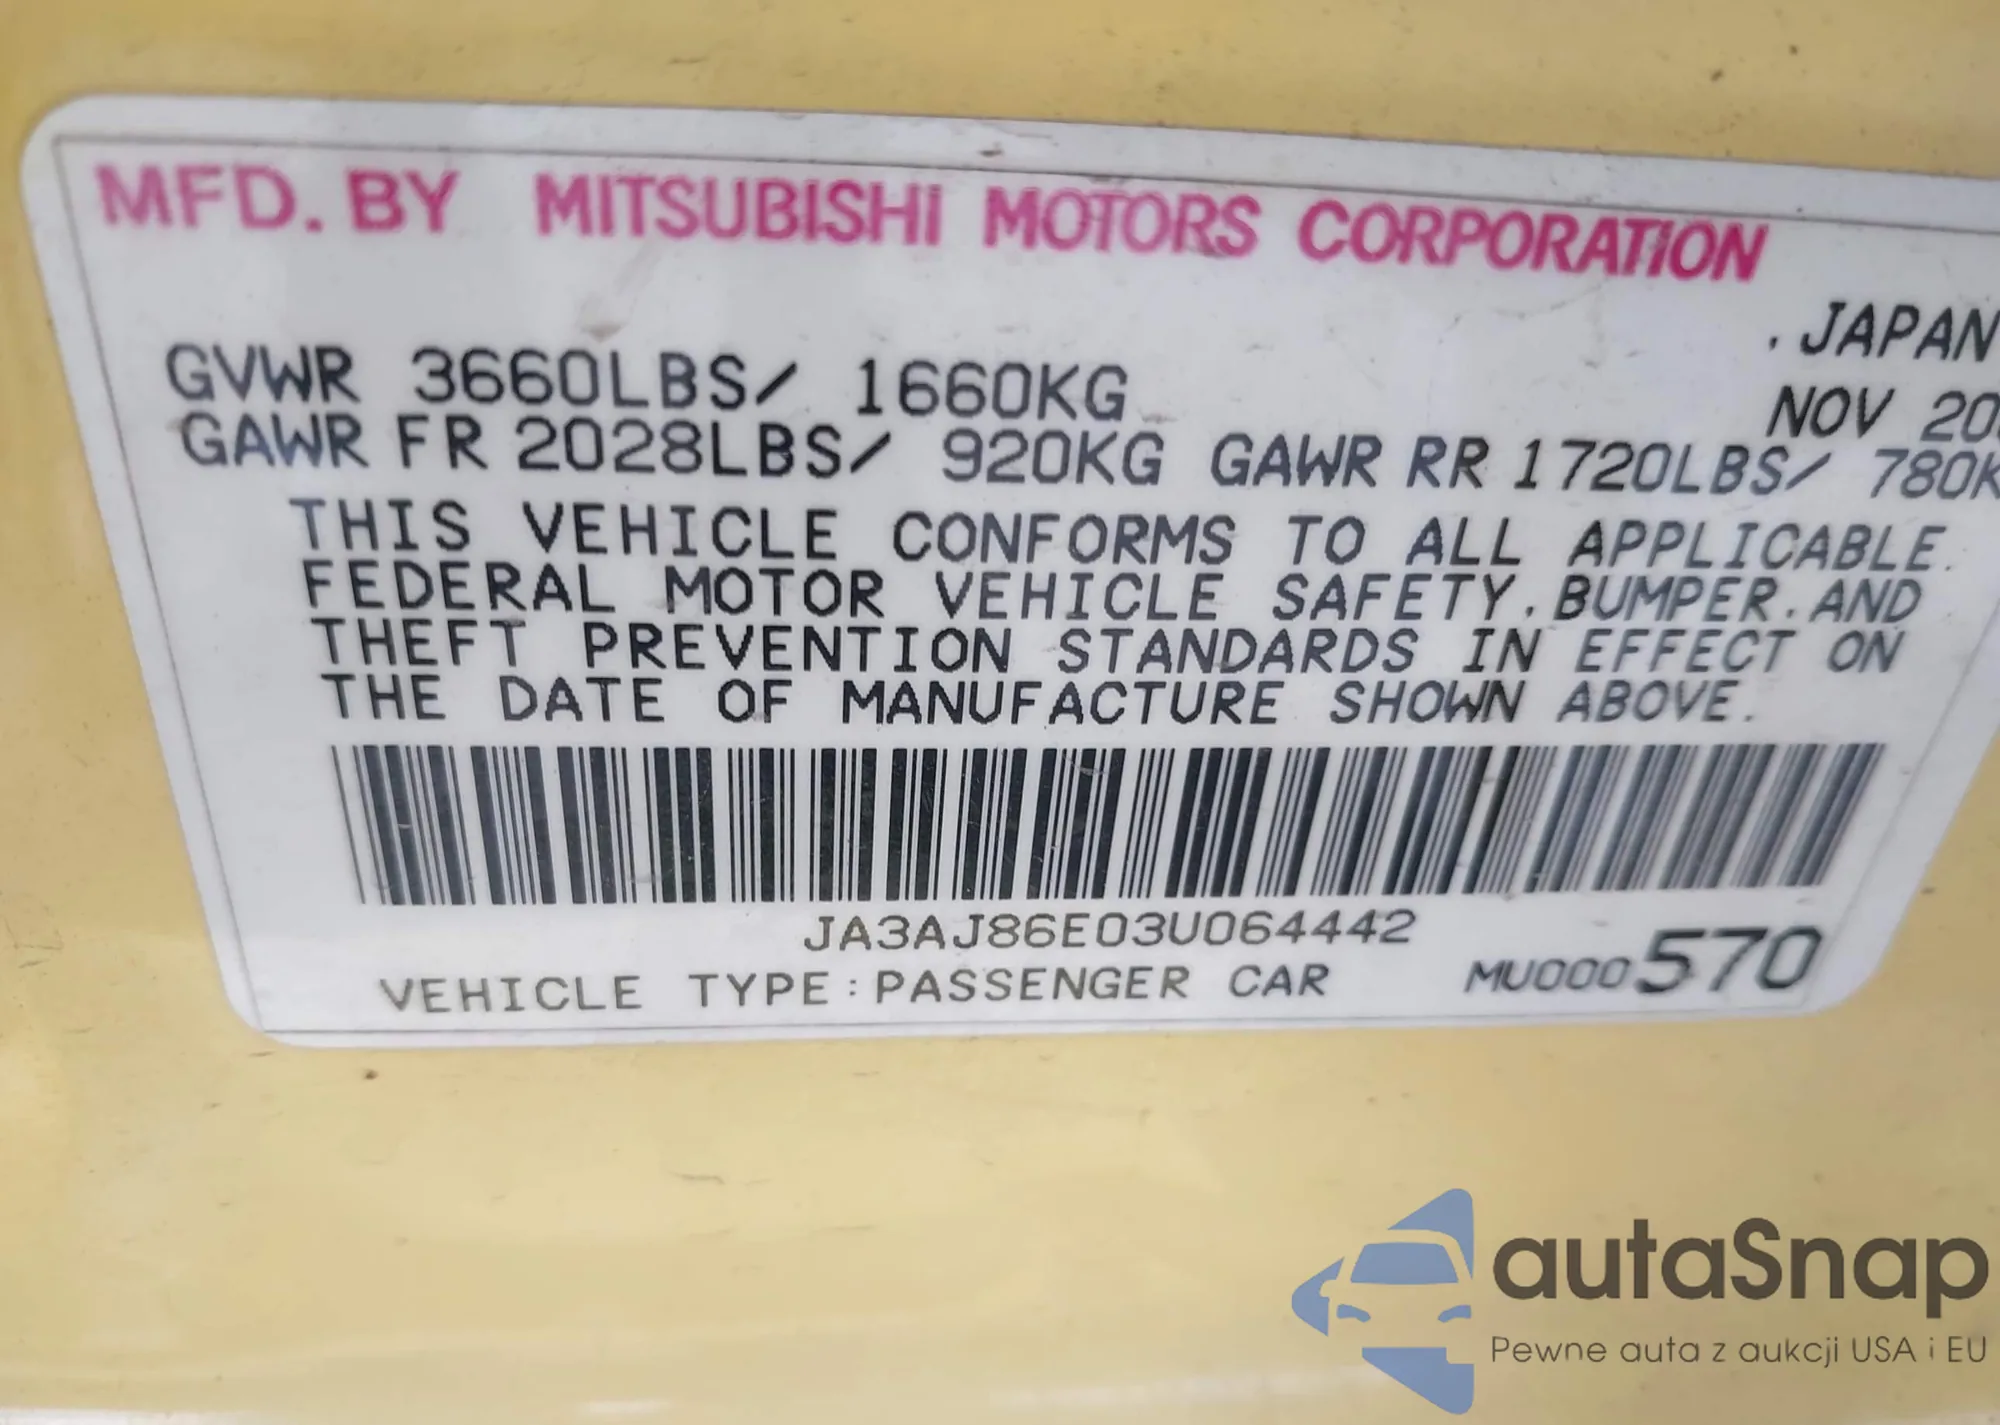 MFD. BY MITSUBISHI MOTORS CORPORATION
. JAPAN
GVWR 3660LBS/ 1660KG NOV 20
GAWR FR 2028LBS/ 920KG GAWR RR 1720LBS/ 780K
THIS VEHICLE CONFORMS TO ALL APPLICABLE.
FEDERAL MOTOR VEHICLE SAFETY, BUMPER, AND
THEFT PREVENTION STANDARDS IN EFFECT ON
THE DATE OF MANUFACTURE SHOWN ABOVE.
JA3AJ86E03U064442
VEHICLE TYPE:PASSENGER CAR MU000570
autaSnap
Pewne auta z aukcji USA i EU